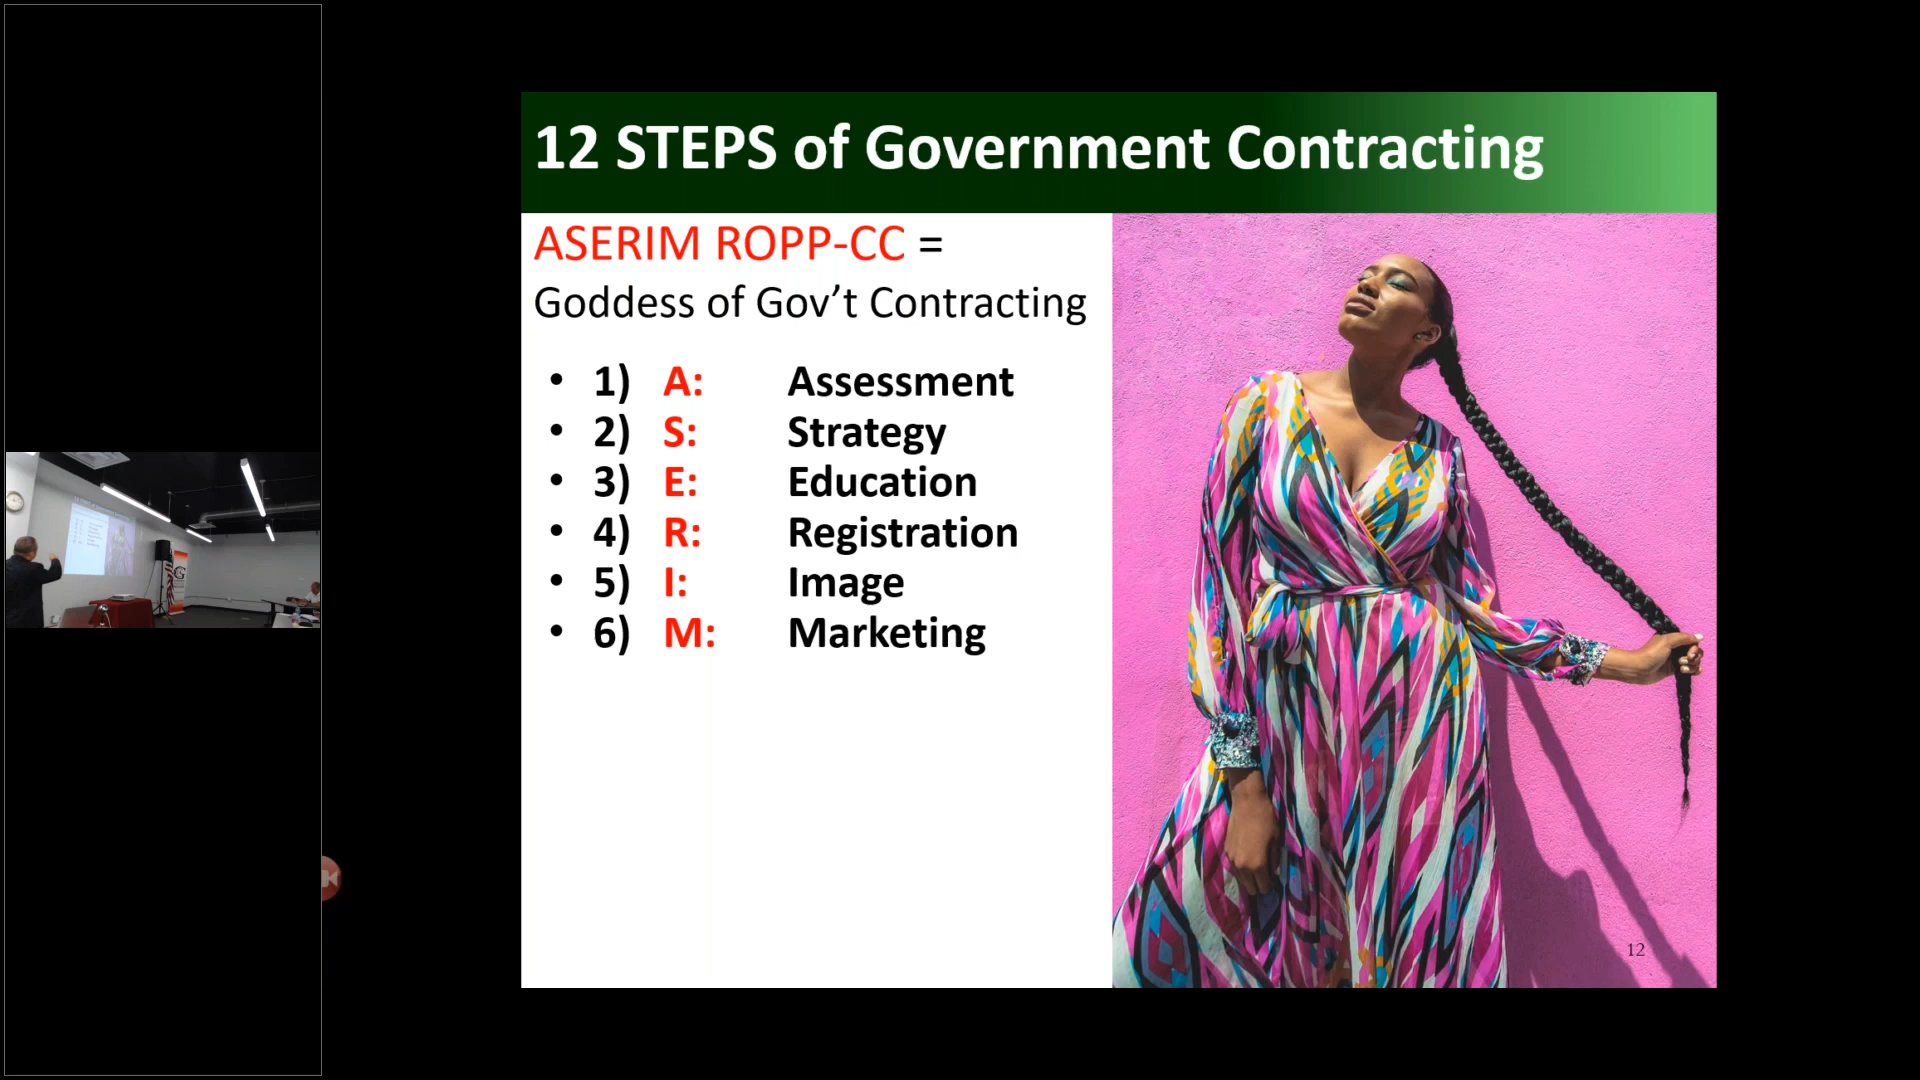 12 STEPS of Government Contracting
ASERIM ROPP-CC =
Goddess of Gov’t Contracting
• 1) A: Assessment
• 2) S: Strategy
• 3) E: Education
• 4) R: Registration
• 5) I: Image
• 6) M: Marketing
12